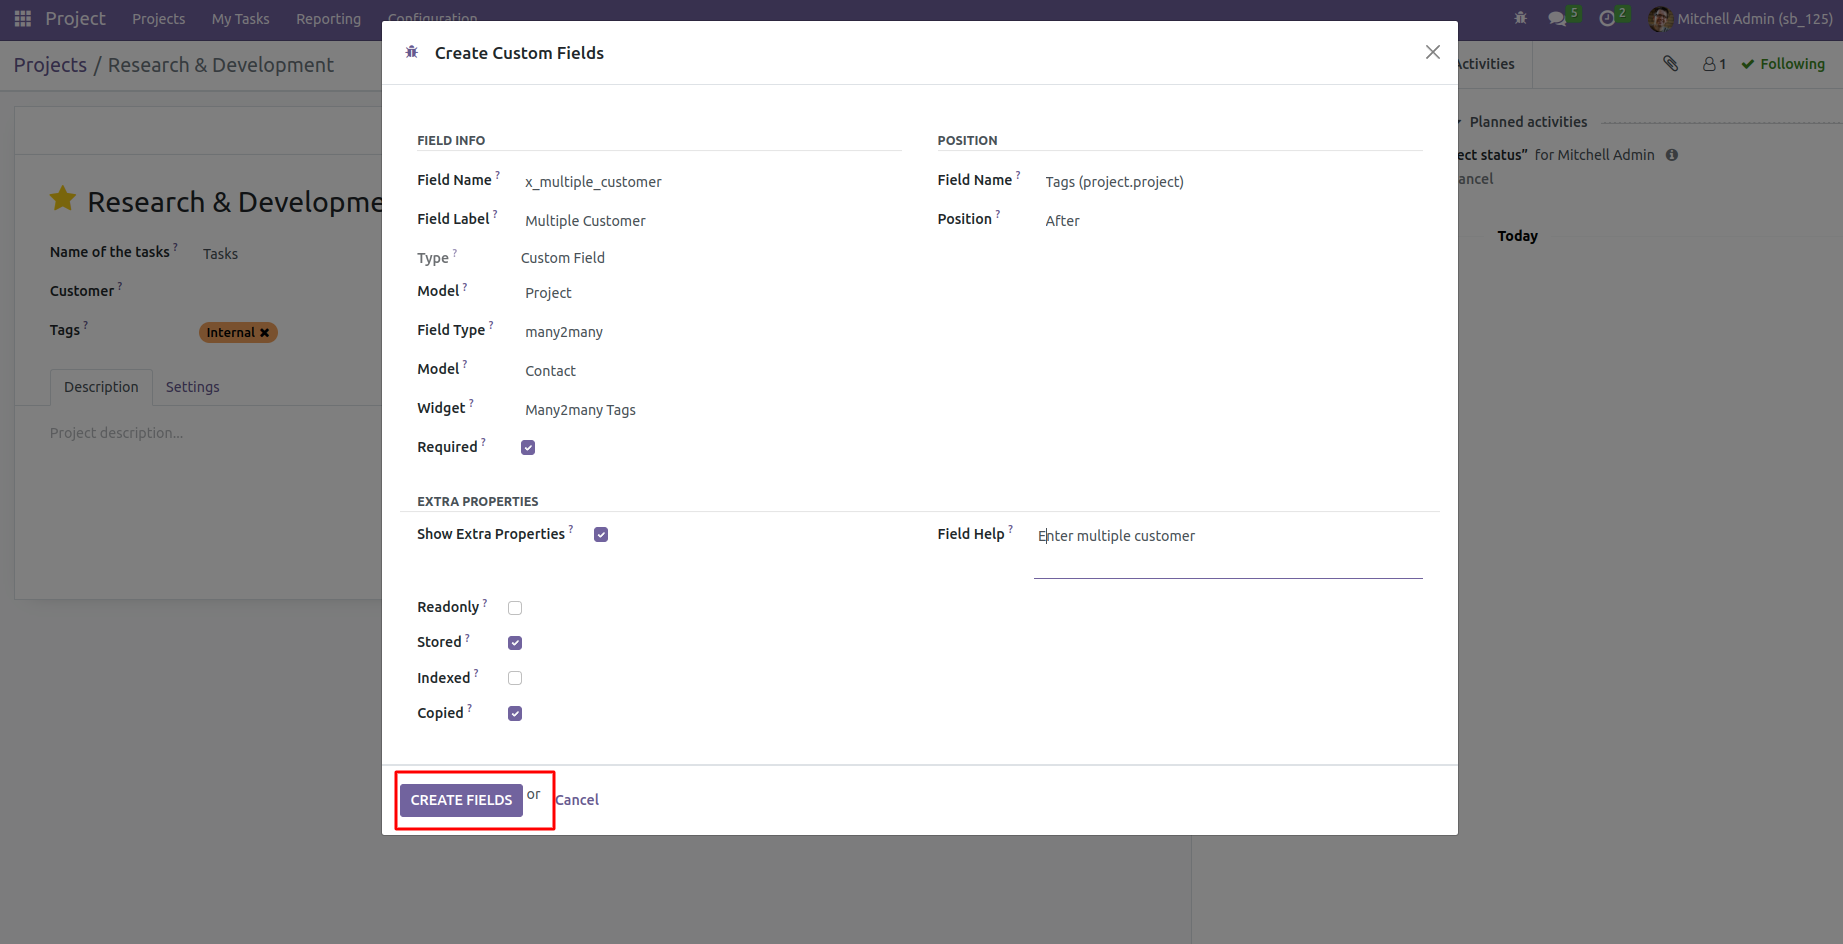 Project Projects My Tasks Reporting Configuration 5 2 Mitchell Admin (sb_125)
Projects / Research & Development
Activities 1 Following
Create Custom Fields
Planned activities
ect status” for Mitchell Admin
ancel
Today
Research & Developme
Name of the tasks ? Tasks
Customer ?
Tags ? Internal ✖
Description Settings
Project description...
FIELD INFO
Field Name ? x_multiple_customer
Field Label ? Multiple Customer
Type ? Custom Field
Model ? Project
Field Type ? many2many
Model ? Contact
Widget ? Many2many Tags
Required ?
POSITION
Field Name ? Tags (project.project)
Position ? After
EXTRA PROPERTIES
Show Extra Properties ?
Field Help ? Enter multiple customer
Readonly ?
Stored ?
Indexed ?
Copied ?
CREATE FIELDS or Cancel